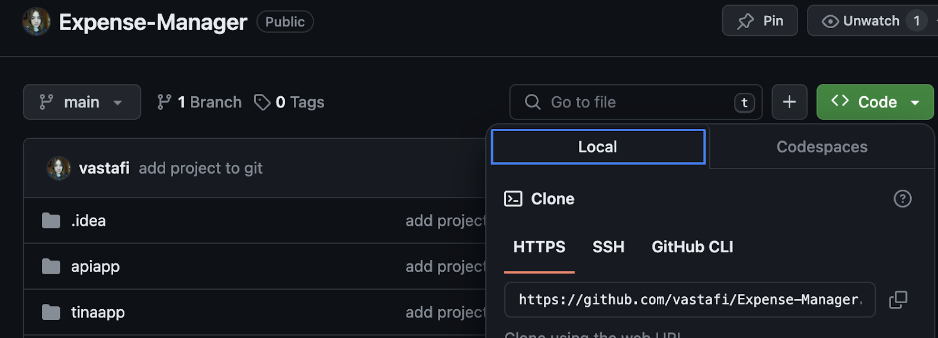 Expense-Manager Public Pin Unwatch 1
main 1 Branch 0 Tags Go to file t + <> Code
Local Codespaces
vastafi add project to git
Clone ?
.idea add project
HTTPS SSH GitHub CLI
apiapp add project
https://github.com/vastafi/Expense-Manager.
tinaapp add project